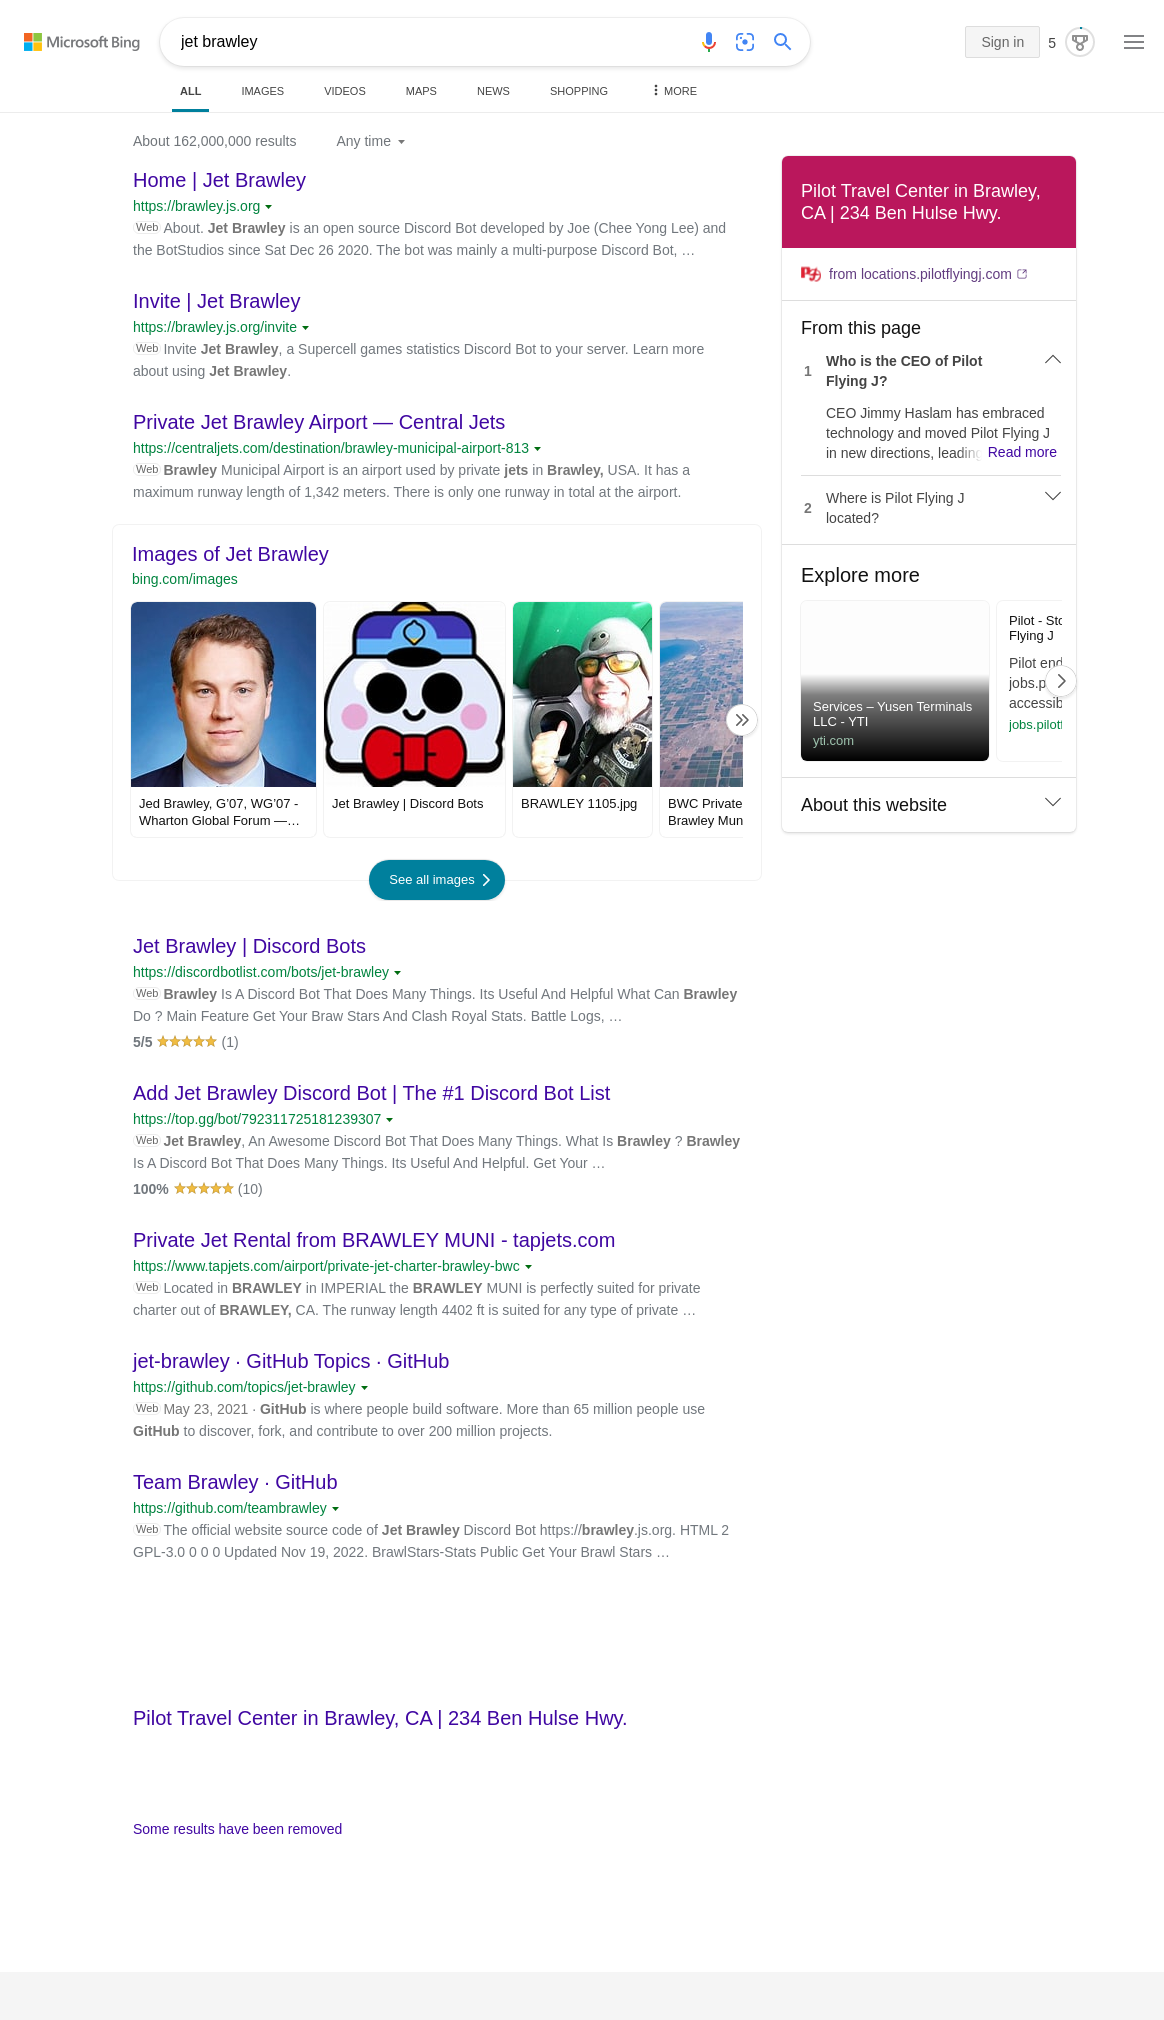 Microsoft Bing
jet brawley
Sign in
5
ALL
IMAGES
VIDEOS
MAPS
NEWS
SHOPPING
MORE
About 162,000,000 results
Any time
Home | Jet Brawley
https://brawley.js.org
Web About. Jet Brawley is an open source Discord Bot developed by Joe (Chee Yong Lee) and
the BotStudios since Sat Dec 26 2020. The bot was mainly a multi-purpose Discord Bot, …
Invite | Jet Brawley
https://brawley.js.org/invite
Web Invite Jet Brawley, a Supercell games statistics Discord Bot to your server. Learn more
about using Jet Brawley.
Private Jet Brawley Airport — Central Jets
https://centraljets.com/destination/brawley-municipal-airport-813
Web Brawley Municipal Airport is an airport used by private jets in Brawley, USA. It has a
maximum runway length of 1,342 meters. There is only one runway in total at the airport.
Images of Jet Brawley
bing.com/images
Jed Brawley, G'07, WG'07 -
Wharton Global Forum —…
Jet Brawley | Discord Bots
BRAWLEY 1105.jpg
BWC Private
Brawley Mun
See all images
Jet Brawley | Discord Bots
https://discordbotlist.com/bots/jet-brawley
Web Brawley Is A Discord Bot That Does Many Things. Its Useful And Helpful What Can Brawley
Do ? Main Feature Get Your Braw Stars And Clash Royal Stats. Battle Logs, …
5/5 (1)
Add Jet Brawley Discord Bot | The #1 Discord Bot List
https://top.gg/bot/792311725181239307
Web Jet Brawley, An Awesome Discord Bot That Does Many Things. What Is Brawley ? Brawley
Is A Discord Bot That Does Many Things. Its Useful And Helpful. Get Your …
100% (10)
Private Jet Rental from BRAWLEY MUNI - tapjets.com
https://www.tapjets.com/airport/private-jet-charter-brawley-bwc
Web Located in BRAWLEY in IMPERIAL the BRAWLEY MUNI is perfectly suited for private
charter out of BRAWLEY, CA. The runway length 4402 ft is suited for any type of private …
jet-brawley · GitHub Topics · GitHub
https://github.com/topics/jet-brawley
Web May 23, 2021 · GitHub is where people build software. More than 65 million people use
GitHub to discover, fork, and contribute to over 200 million projects.
Team Brawley · GitHub
https://github.com/teambrawley
Web The official website source code of Jet Brawley Discord Bot https://brawley.js.org. HTML 2
GPL-3.0 0 0 0 Updated Nov 19, 2022. BrawlStars-Stats Public Get Your Brawl Stars …
Pilot Travel Center in Brawley, CA | 234 Ben Hulse Hwy.
Some results have been removed
Pilot Travel Center in Brawley,
CA | 234 Ben Hulse Hwy.
from locations.pilotflyingj.com
From this page
1
Who is the CEO of Pilot
Flying J?
CEO Jimmy Haslam has embraced
technology and moved Pilot Flying J
in new directions, leading Read more
2
Where is Pilot Flying J
located?
Explore more
Services – Yusen Terminals
LLC - YTI
yti.com
Pilot - Sto
Flying J
Pilot end
jobs.p
accessib
jobs.pilotf
About this website